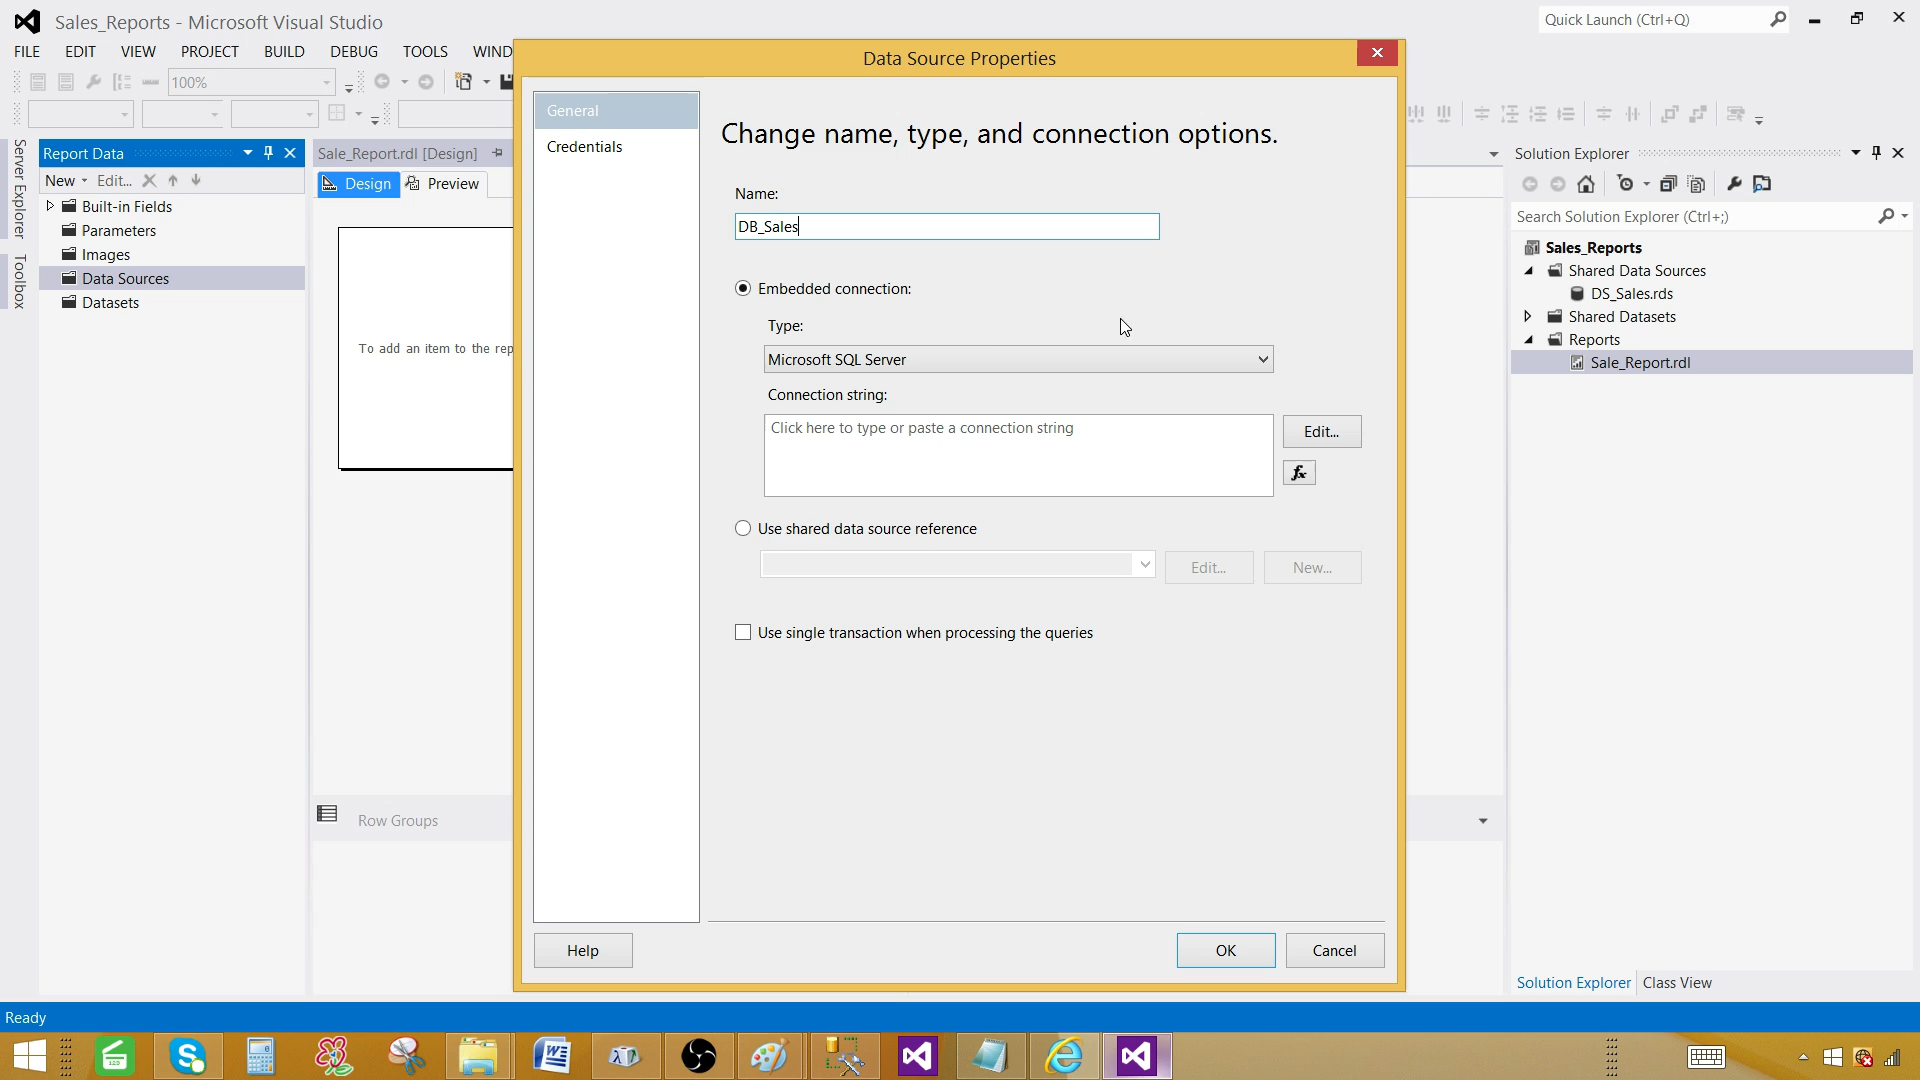 Sales_Reports - Microsoft Visual Studio
Quick Launch (Ctrl+Q)
FILE EDIT VIEW PROJECT BUILD DEBUG TOOLS WIND
100%
Data Source Properties
General
Credentials
Change name, type, and connection options.
Name:
DB_Sales
Embedded connection:
Type:
Microsoft SQL Server
Connection string:
Click here to type or paste a connection string
Edit...
fx
Use shared data source reference
Edit...
New...
Use single transaction when processing the queries
Help
OK
Cancel
Server Explorer
Toolbox
Report Data
New Edit...
Built-in Fields
Parameters
Images
Data Sources
Datasets
Sale_Report.rdl [Design]
Design
Preview
To add an item to the rep
Row Groups
Solution Explorer
Search Solution Explorer (Ctrl+;)
Sales_Reports
Shared Data Sources
DS_Sales.rds
Shared Datasets
Reports
Sale_Report.rdl
Solution Explorer
Class View
Ready